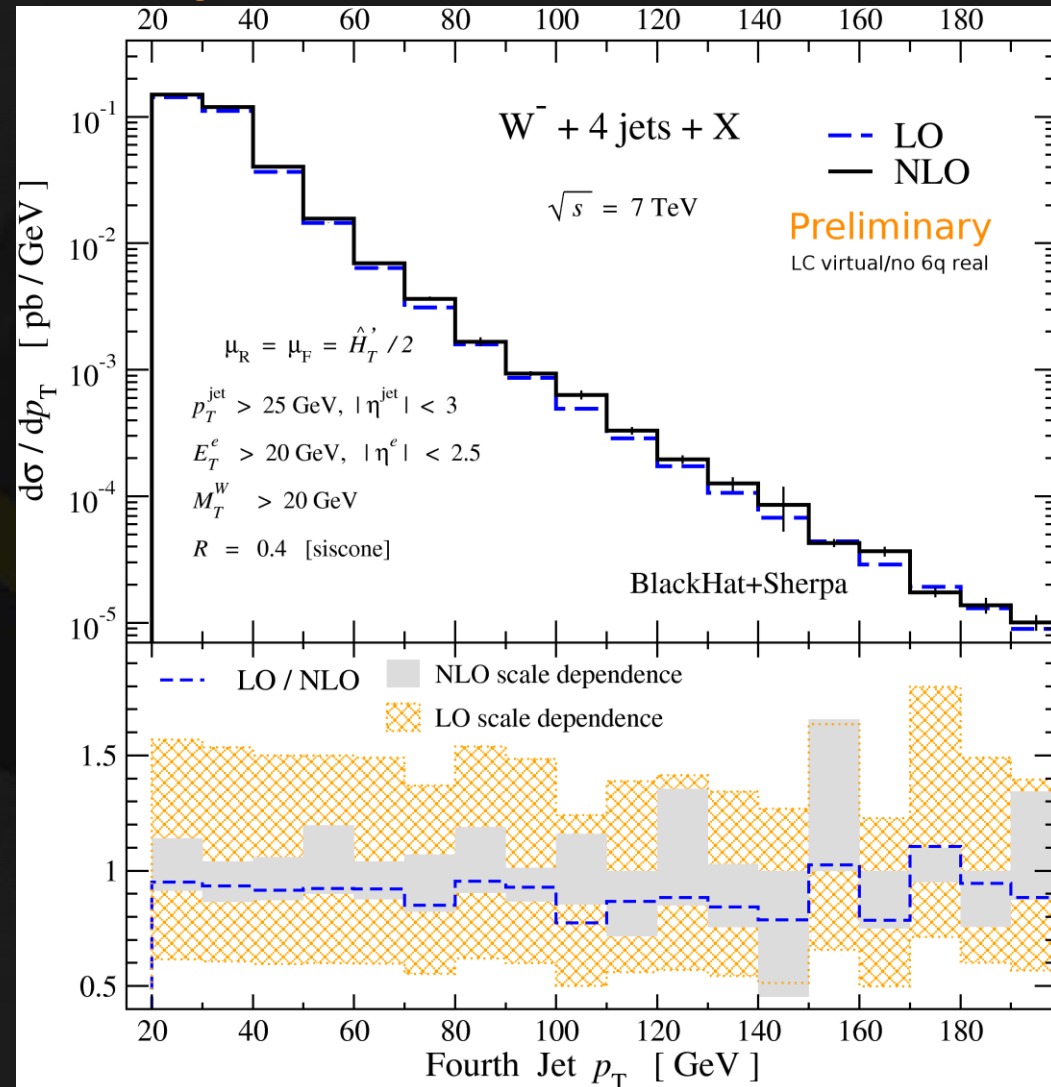 20 40 60 80 100 120 140 160 180
W⁻ + 4 jets + X
√s = 7 TeV
LO
NLO
Preliminary
LC virtual/no 6q real
10⁻¹
10⁻²
10⁻³
10⁻⁴
10⁻⁵
dσ / dp_T [ pb / GeV ]
μ_R = μ_F = Ĥ_T' / 2
p_T^jet > 25 GeV, | η^jet | < 3
E_T^e > 20 GeV, | η^e | < 2.5
M_T^W > 20 GeV
R = 0.4 [siscone]
BlackHat+Sherpa
LO / NLO
NLO scale dependence
LO scale dependence
1.5
1
0.5
20 40 60 80 100 120 140 160 180
Fourth Jet p_T [ GeV ]